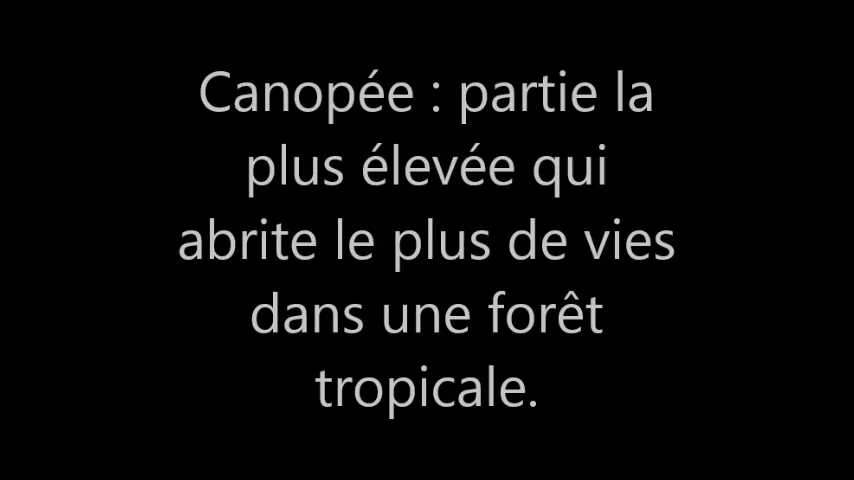 Canopée : partie la
plus élevée qui
abrite le plus de vies
dans une forêt
tropicale.